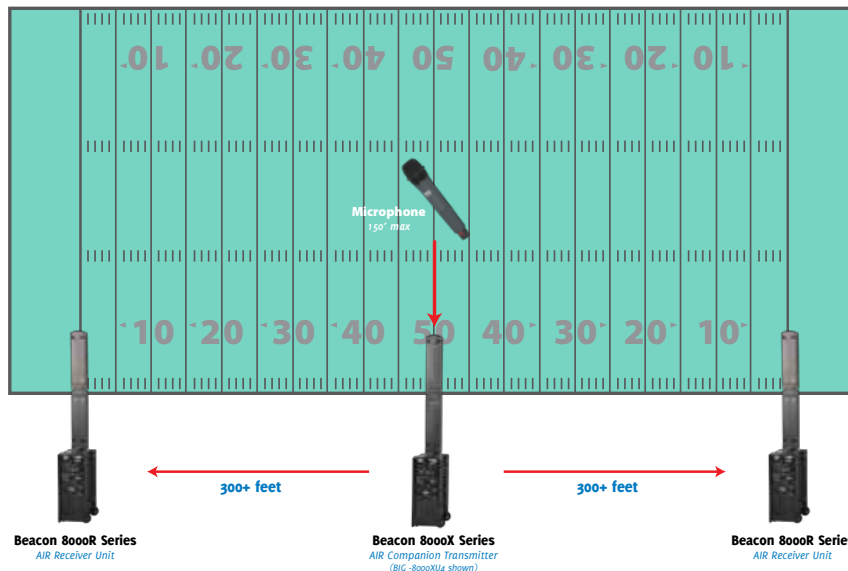 10 20 30 40 50 40 30 20 10
Microphone
150' max
10 20 30 40 50 40 30 20 10
300+ feet
300+ feet
Beacon 8000R Series
AIR Receiver Unit
Beacon 8000X Series
AIR Companion Transmitter
(BIG -8000XU4 shown)
Beacon 8000R Serie
AIR Receiver Unit